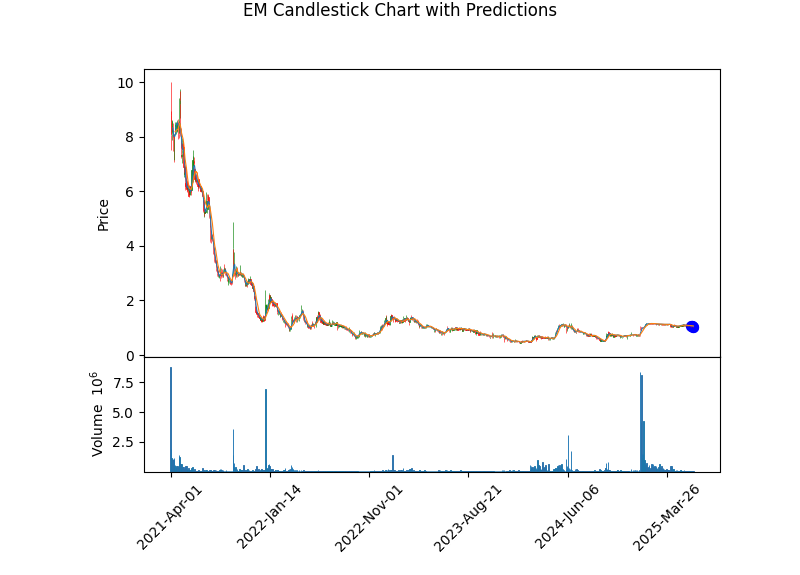 EM Candlestick Chart with Predictions
10
8
6
4
2
0
Price
7.5
5.0
2.5
Volume 10^6
2021-Apr-01
2022-Jan-14
2022-Nov-01
2023-Aug-21
2024-Jun-06
2025-Mar-26